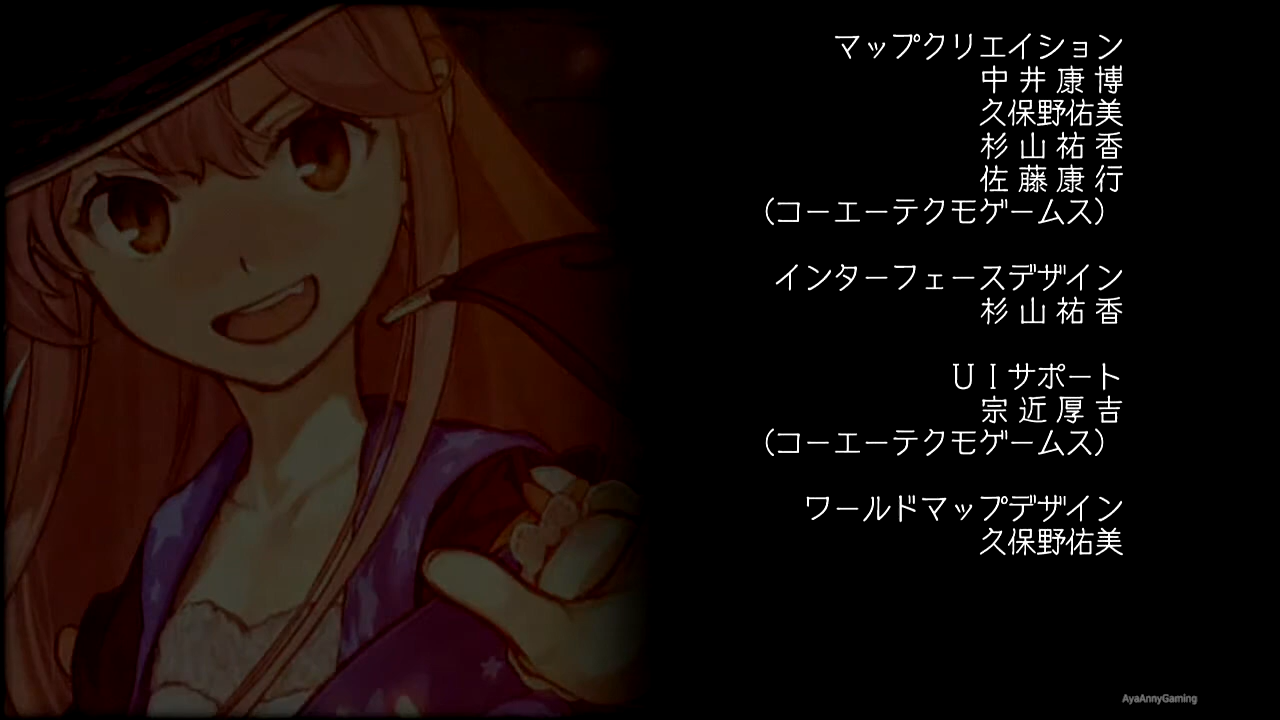 マップクリエイション
中井康博
久保野佑美
杉山祐香
佐藤康行
（コーエーテクモゲームス）
インターフェースデザイン
杉山祐香
ＵＩサポート
宗近厚吉
（コーエーテクモゲームス）
ワールドマップデザイン
久保野佑美
AyaAnnyGaming